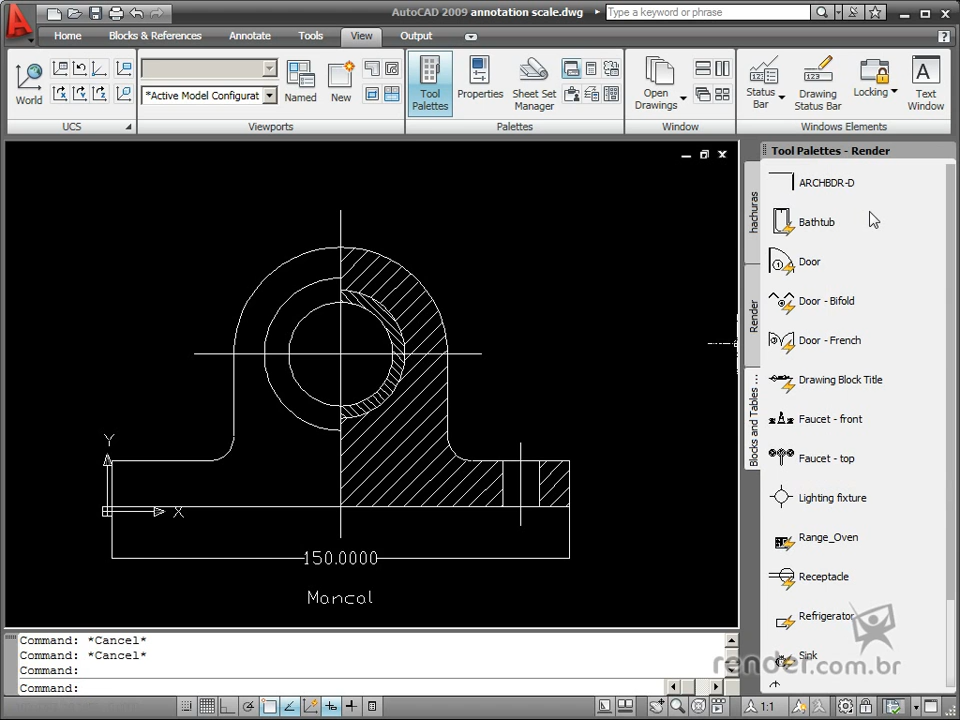 AutoCAD 2009 annotation scale.dwg
Type a keyword or phrase
Home
Blocks & References
Annotate
Tools
View
Output
World
*Active Model Configurat
Named
New
Tool
Palettes
Properties
Sheet Set
Manager
Open
Drawings
Status
Bar
Drawing
Status Bar
Locking
Text
Window
UCS
Viewports
Palettes
Window
Windows Elements
Tool Palettes - Render
hachuras
Render
Blocks and Tables ...
ARCHBDR-D
Bathtub
Door
Door - Bifold
Door - French
Drawing Block Title
Faucet - front
Faucet - top
Lighting fixture
Range_Oven
Receptacle
Refrigerator
Sink
Y
X
150.0000
Mancal
Command: *Cancel*
Command: *Cancel*
Command:
Command:
render.com.br
1:1